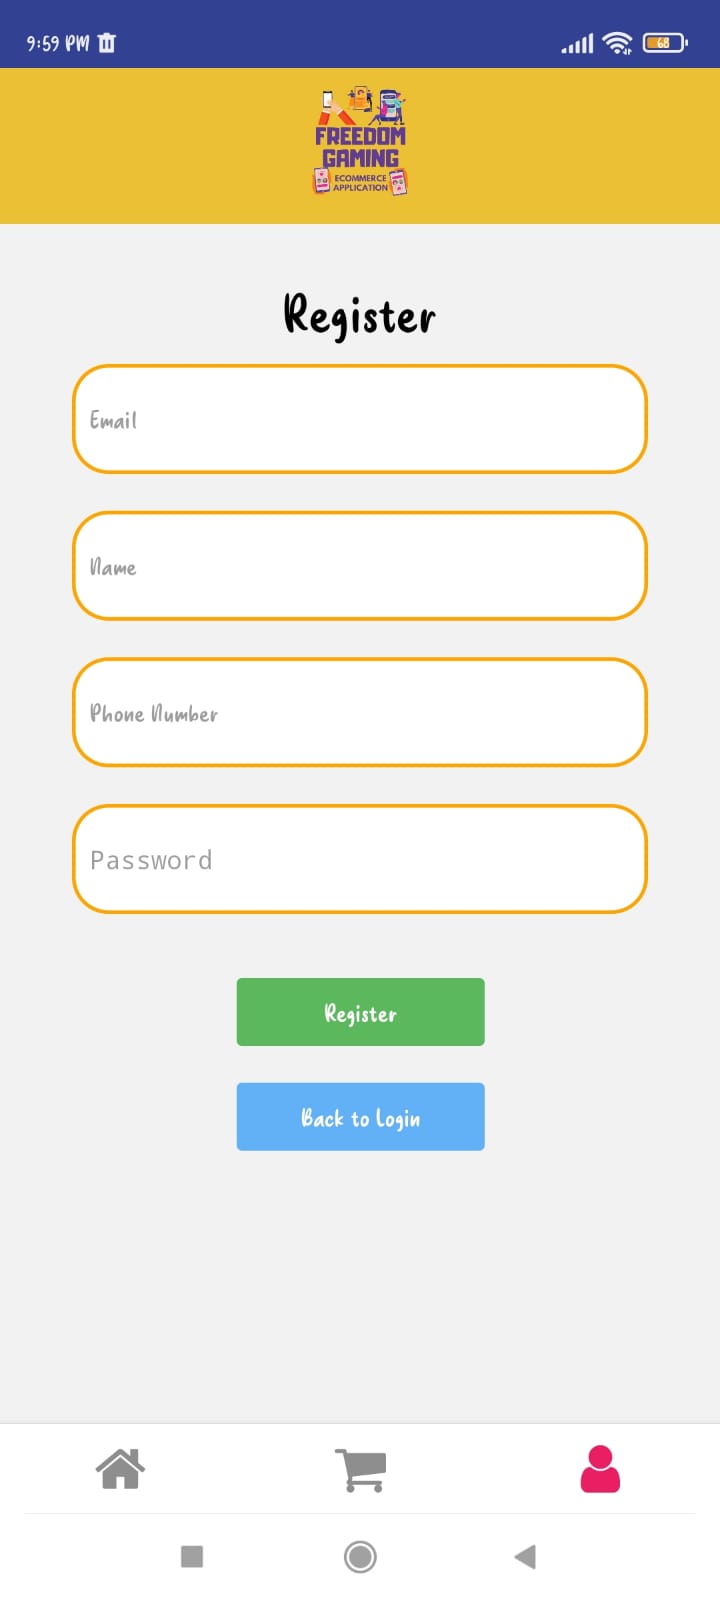 9:59 PM
68
FREEDOM
GAMING
ECOMMERCE
APPLICATION
Register
Email
Name
Phone Number
Password
Register
Back to Login